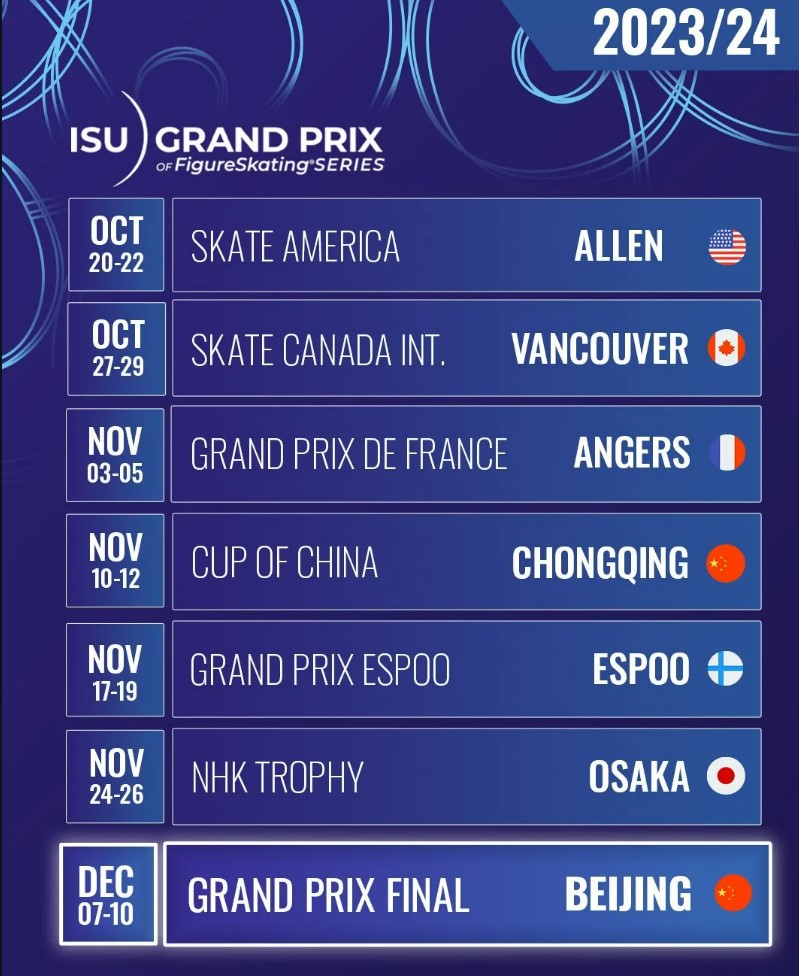 2023/24
ISU GRAND PRIX
OF FigureSkating® SERIES
OCT
20-22
SKATE AMERICA ALLEN
OCT
27-29
SKATE CANADA INT. VANCOUVER
NOV
03-05
GRAND PRIX DE FRANCE ANGERS
NOV
10-12
CUP OF CHINA CHONGQING
NOV
17-19
GRAND PRIX ESPOO ESPOO
NOV
24-26
NHK TROPHY OSAKA
DEC
07-10
GRAND PRIX FINAL BEIJING